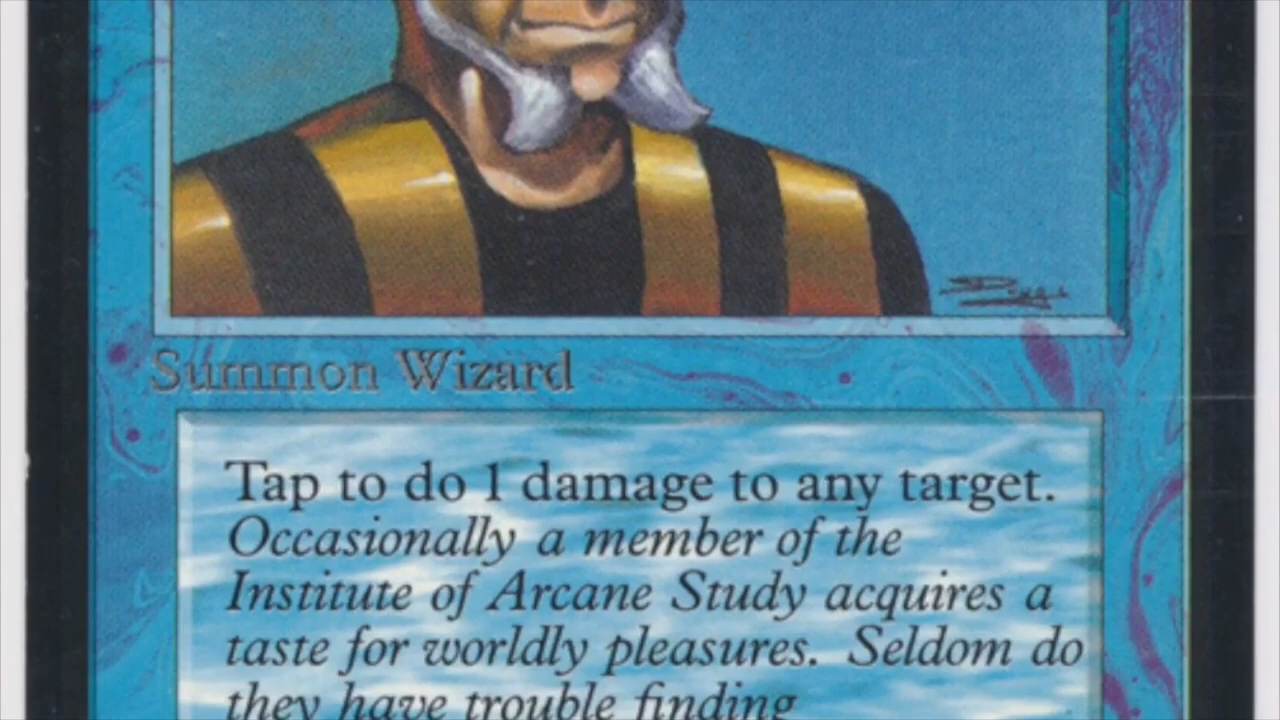 Summon Wizard
Tap to do 1 damage to any target.
Occasionally a member of the
Institute of Arcane Study acquires a
taste for worldly pleasures. Seldom do
they have trouble finding